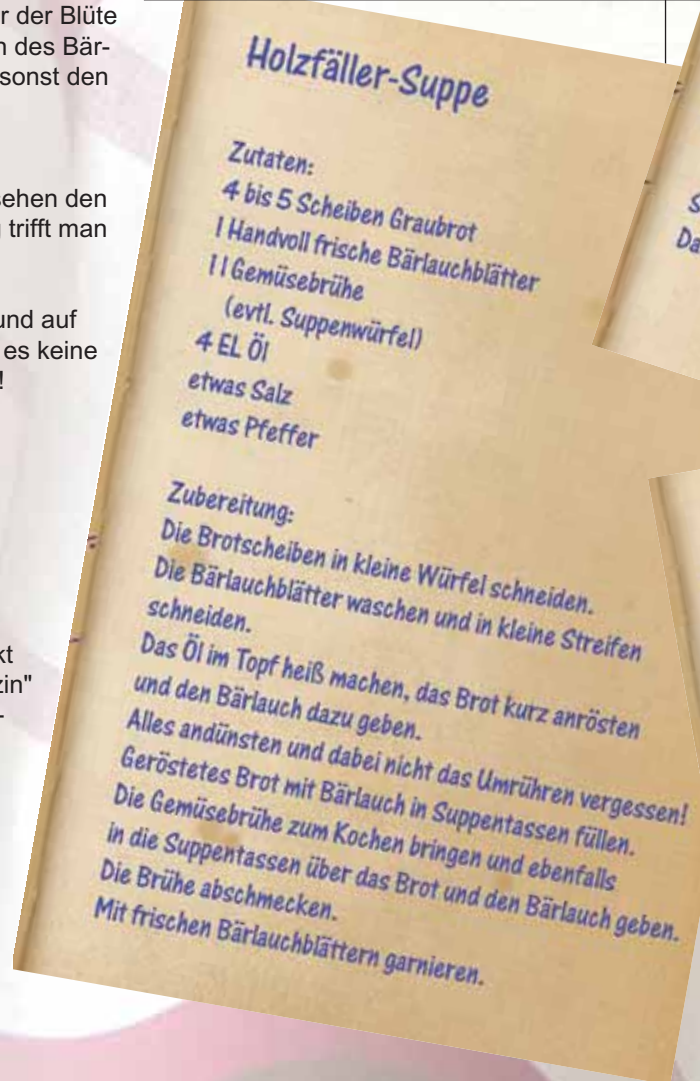 r der Blüte
n des Bär-
sonst den
ehen den
trifft man
und auf
es keine
!
kt
zin"
-
Holzfäller-Suppe
Zutaten:
4 bis 5 Scheiben Graubrot
1 Handvoll frische Bärlauchblätter
1 l Gemüsebrühe
(evtl. Suppenwürfel)
4 EL Öl
etwas Salz
etwas Pfeffer
Zubereitung:
Die Brotscheiben in kleine Würfel schneiden.
Die Bärlauchblätter waschen und in kleine Streifen
schneiden.
Das Öl im Topf heiß machen, das Brot kurz anrösten
und den Bärlauch dazu geben.
Alles andünsten und dabei nicht das Umrühren vergessen!
Geröstetes Brot mit Bärlauch in Suppentassen füllen.
Die Gemüsebrühe zum Kochen bringen und ebenfalls
in die Suppentassen über das Brot und den Bärlauch geben.
Die Brühe abschmecken.
Mit frischen Bärlauchblättern garnieren.
S
Da